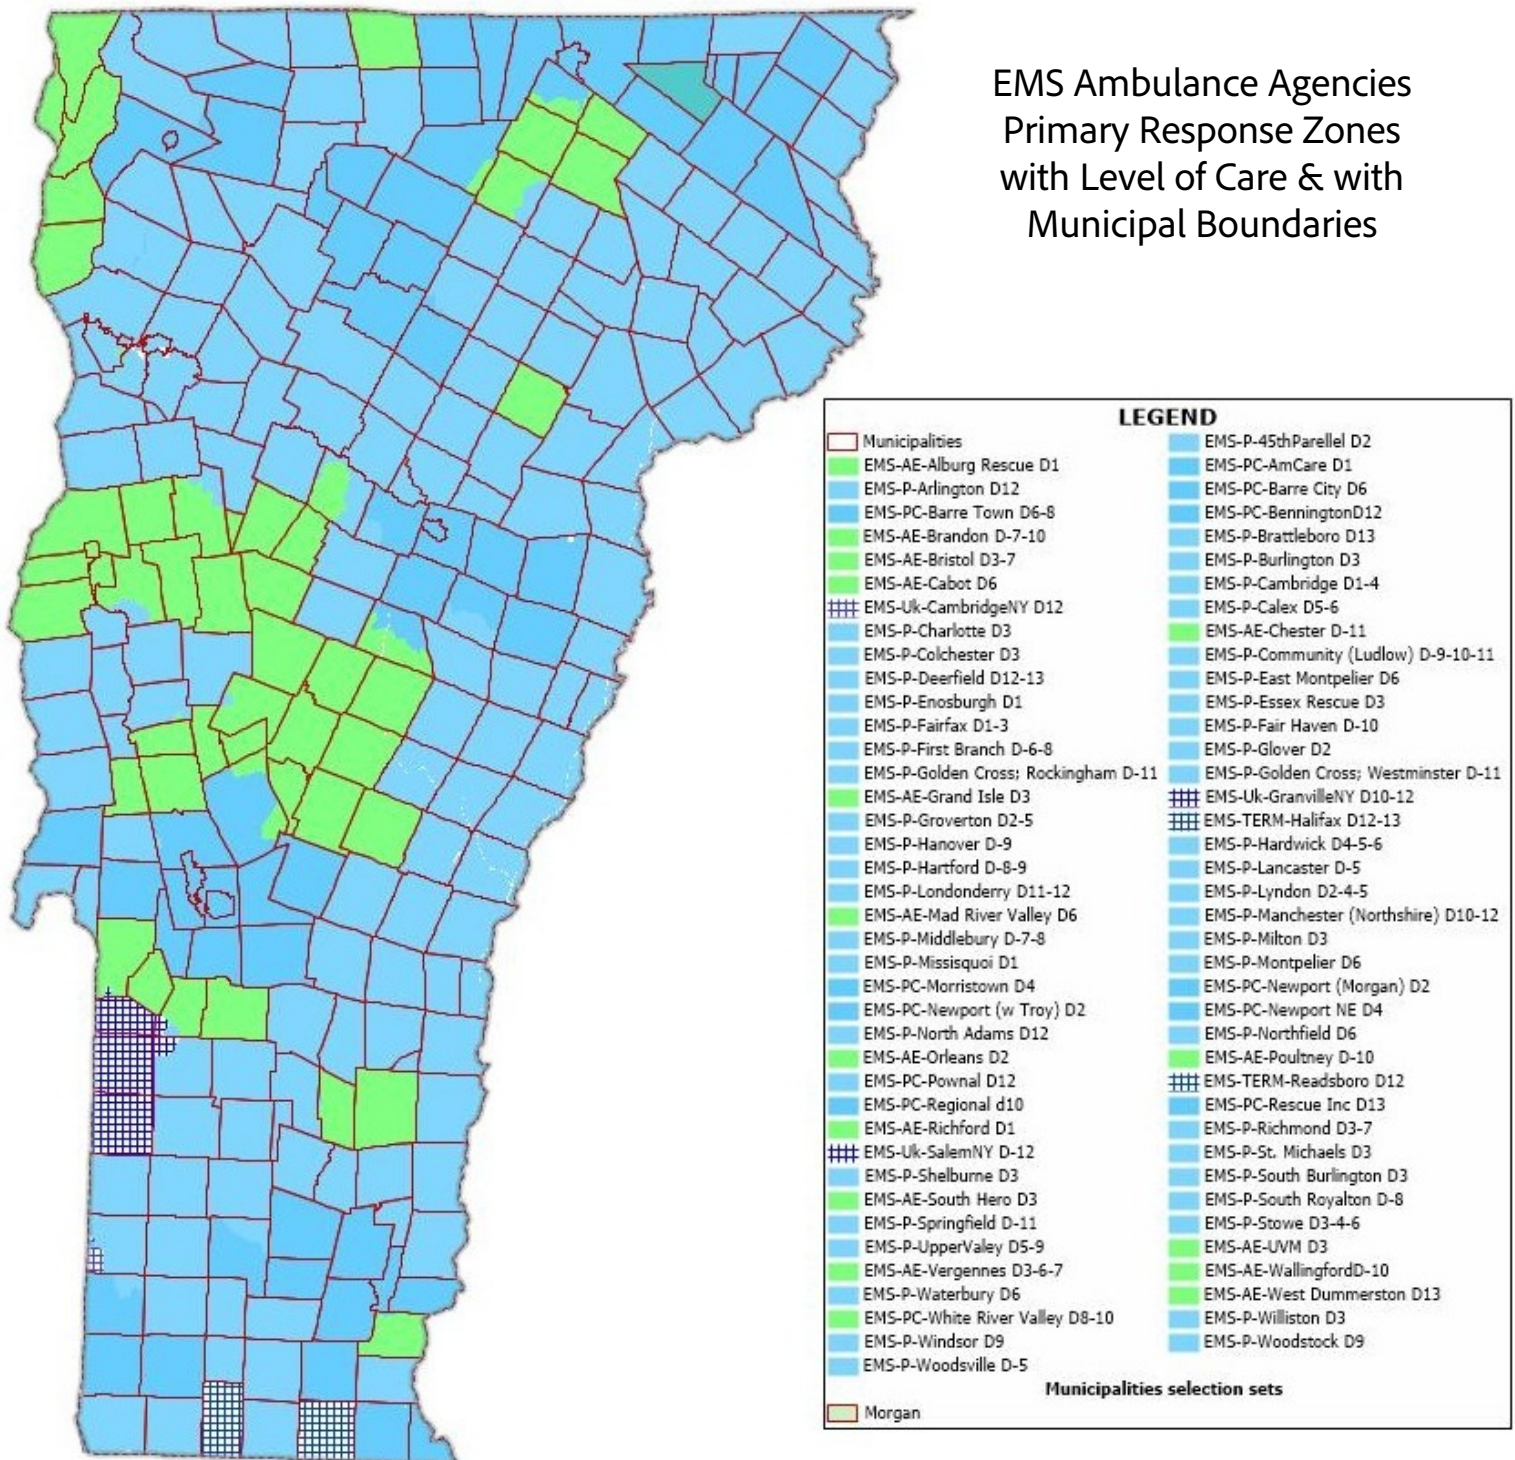 EMS Ambulance Agencies
Primary Response Zones
with Level of Care & with
Municipal Boundaries
LEGEND
Municipalities
EMS-AE-Alburg Rescue D1
EMS-P-Arlington D12
EMS-PC-Barre Town D6-8
EMS-AE-Brandon D-7-10
EMS-AE-Bristol D3-7
EMS-AE-Cabot D6
EMS-Uk-CambridgeNY D12
EMS-P-Charlotte D3
EMS-P-Colchester D3
EMS-P-Deerfield D12-13
EMS-P-Enosburgh D1
EMS-P-Fairfax D1-3
EMS-P-First Branch D-6-8
EMS-P-Golden Cross; Rockingham D-11
EMS-AE-Grand Isle D3
EMS-P-Groverton D2-5
EMS-P-Hanover D-9
EMS-P-Hartford D-8-9
EMS-P-Londonderry D11-12
EMS-AE-Mad River Valley D6
EMS-P-Middlebury D-7-8
EMS-P-Missisquoi D1
EMS-PC-Morristown D4
EMS-PC-Newport (w Troy) D2
EMS-P-North Adams D12
EMS-AE-Orleans D2
EMS-PC-Pownal D12
EMS-PC-Regional d10
EMS-AE-Richford D1
EMS-Uk-SalemNY D-12
EMS-P-Shelburne D3
EMS-AE-South Hero D3
EMS-P-Springfield D-11
EMS-P-UpperValey D5-9
EMS-AE-Vergennes D3-6-7
EMS-P-Waterbury D6
EMS-PC-White River Valley D8-10
EMS-P-Windsor D9
EMS-P-Woodsville D-5
EMS-P-45thParellel D2
EMS-PC-AmCare D1
EMS-PC-Barre City D6
EMS-PC-BenningtonD12
EMS-P-Brattleboro D13
EMS-P-Burlington D3
EMS-P-Cambridge D1-4
EMS-P-Calex D5-6
EMS-AE-Chester D-11
EMS-P-Community (Ludlow) D-9-10-11
EMS-P-East Montpelier D6
EMS-P-Essex Rescue D3
EMS-P-Fair Haven D-10
EMS-P-Glover D2
EMS-P-Golden Cross; Westminster D-11
EMS-Uk-GranvilleNY D10-12
EMS-TERM-Halifax D12-13
EMS-P-Hardwick D4-5-6
EMS-P-Lancaster D-5
EMS-P-Lyndon D2-4-5
EMS-P-Manchester (Northshire) D10-12
EMS-P-Milton D3
EMS-P-Montpelier D6
EMS-PC-Newport (Morgan) D2
EMS-PC-Newport NE D4
EMS-P-Northfield D6
EMS-AE-Poultney D-10
EMS-TERM-Readsboro D12
EMS-PC-Rescue Inc D13
EMS-P-Richmond D3-7
EMS-P-St. Michaels D3
EMS-P-South Burlington D3
EMS-P-South Royalton D-8
EMS-P-Stowe D3-4-6
EMS-AE-UVM D3
EMS-AE-WallingfordD-10
EMS-AE-West Dummerston D13
EMS-P-Williston D3
EMS-P-Woodstock D9
Municipalities selection sets
Morgan